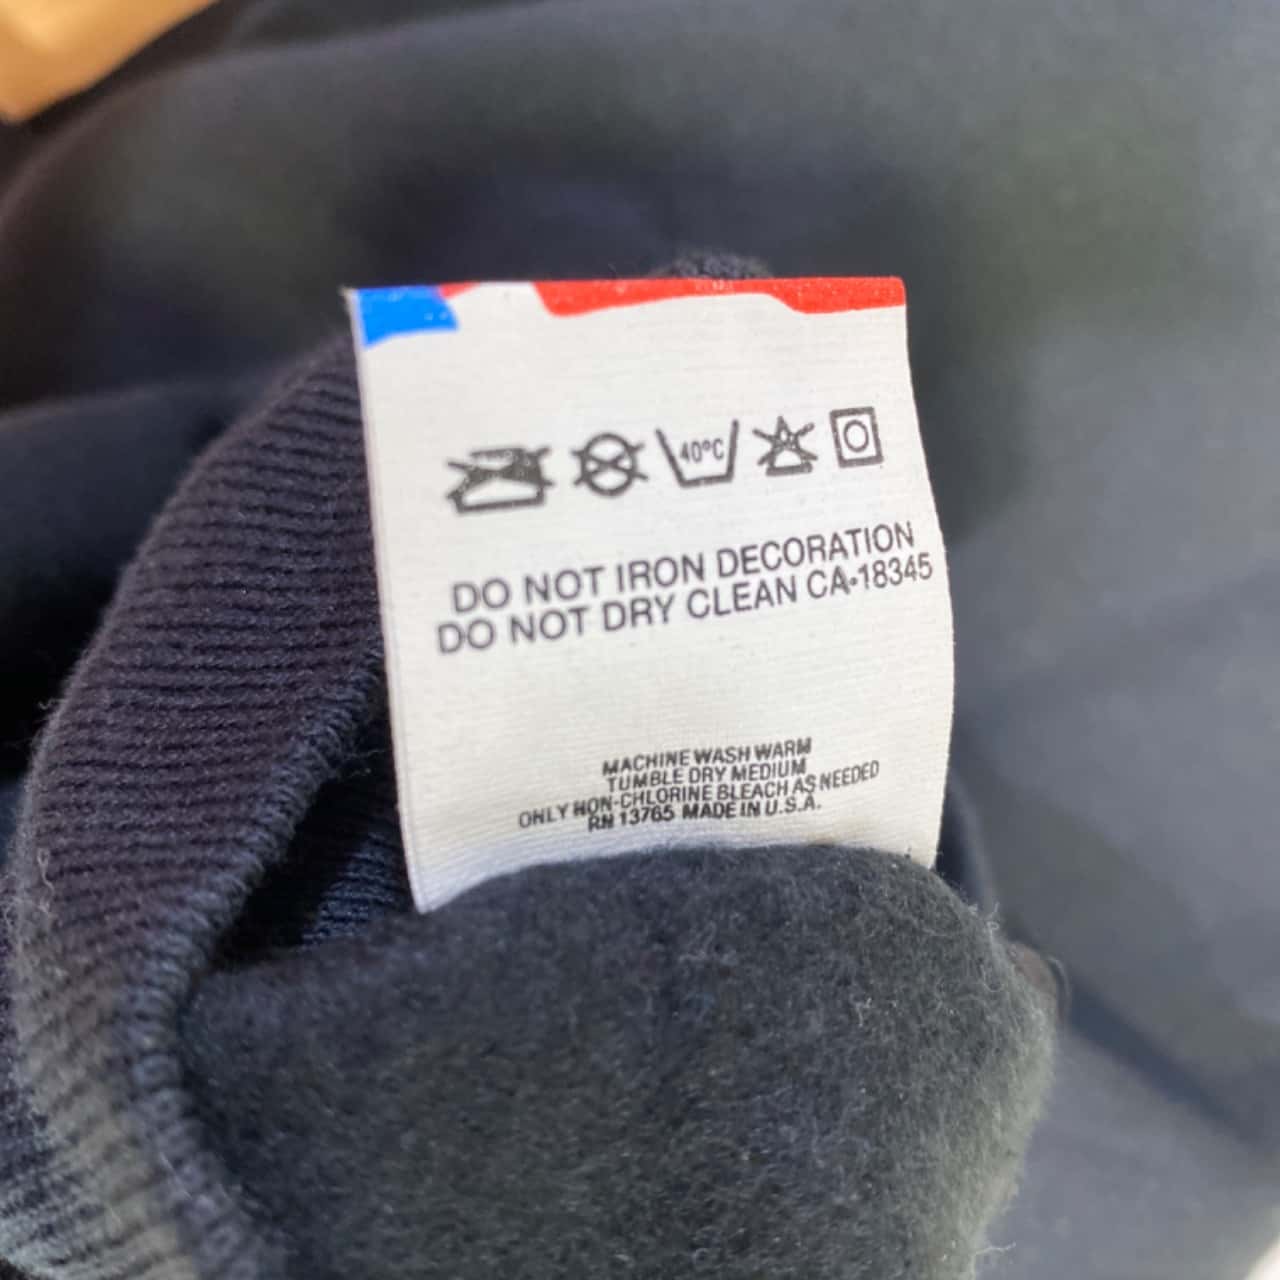 40°C
DO NOT IRON DECORATION
DO NOT DRY CLEAN CA-18345
MACHINE WASH WARM
TUMBLE DRY MEDIUM
ONLY NON-CHLORINE BLEACH AS NEEDED
RN 13765 MADE IN U.S.A.